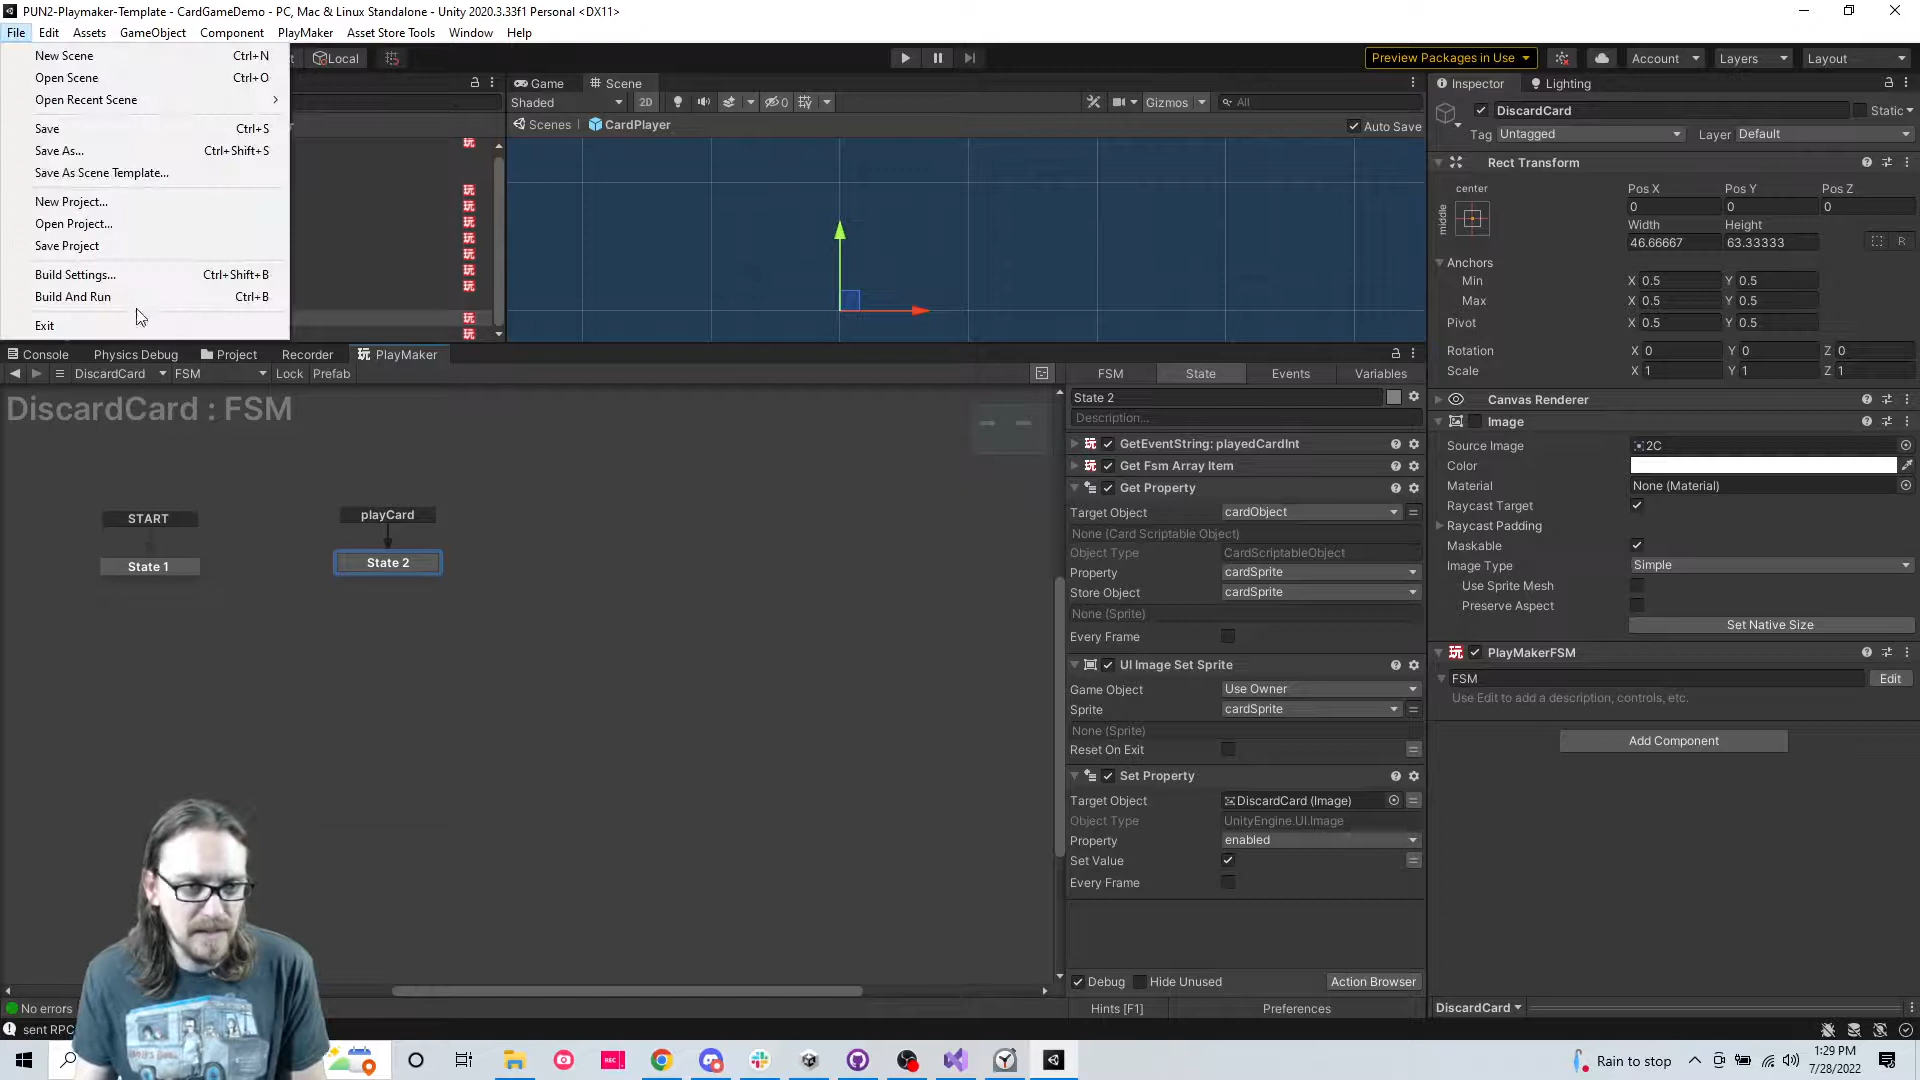 PUN2-Playmaker-Template - CardGameDemo - PC, Mac & Linux Standalone - Unity 2020.3.33f1 Personal <DX11>
File Edit Assets GameObject Component PlayMaker Asset Store Tools Window Help
New Scene Ctrl+N
Open Scene Ctrl+O
Open Recent Scene
Save Ctrl+S
Save As... Ctrl+Shift+S
Save As Scene Template...
New Project...
Open Project...
Save Project
Build Settings... Ctrl+Shift+B
Build And Run Ctrl+B
Exit
Local
Preview Packages in Use
Account
Layers
Layout
Game Scene
Shaded 2D 0 Gizmos All
Scenes CardPlayer Auto Save
Inspector Lighting
DiscardCard Static
Tag Untagged Layer Default
Rect Transform
center
middle
Pos X Pos Y Pos Z
0 0 0
Width Height
46.66667 63.33333 R
Anchors
Min X 0.5 Y 0.5
Max X 0.5 Y 0.5
Pivot X 0.5 Y 0.5
Rotation X 0 Y 0 Z 0
Scale X 1 Y 1 Z 1
Canvas Renderer
Image
Source Image 2C
Color
Material None (Material)
Raycast Target
Raycast Padding
Maskable
Image Type Simple
Use Sprite Mesh
Preserve Aspect
Set Native Size
PlayMakerFSM
FSM Edit
Use Edit to add a description, controls, etc.
Add Component
DiscardCard
Console Physics Debug Project Recorder PlayMaker
DiscardCard FSM Lock Prefab
DiscardCard : FSM
START
State 1
playCard
State 2
FSM State Events Variables
State 2
Description...
GetEventString: playedCardInt
Get Fsm Array Item
Get Property
Target Object cardObject
None (Card Scriptable Object)
Object Type CardScriptableObject
Property cardSprite
Store Object cardSprite
None (Sprite)
Every Frame
UI Image Set Sprite
Game Object Use Owner
Sprite cardSprite
None (Sprite)
Reset On Exit
Set Property
Target Object DiscardCard (Image)
Object Type UnityEngine.UI.Image
Property enabled
Set Value
Every Frame
Debug Hide Unused Action Browser
Hints [F1] Preferences
No errors
sent RPC
REC
Rain to stop
1:29 PM
7/28/2022